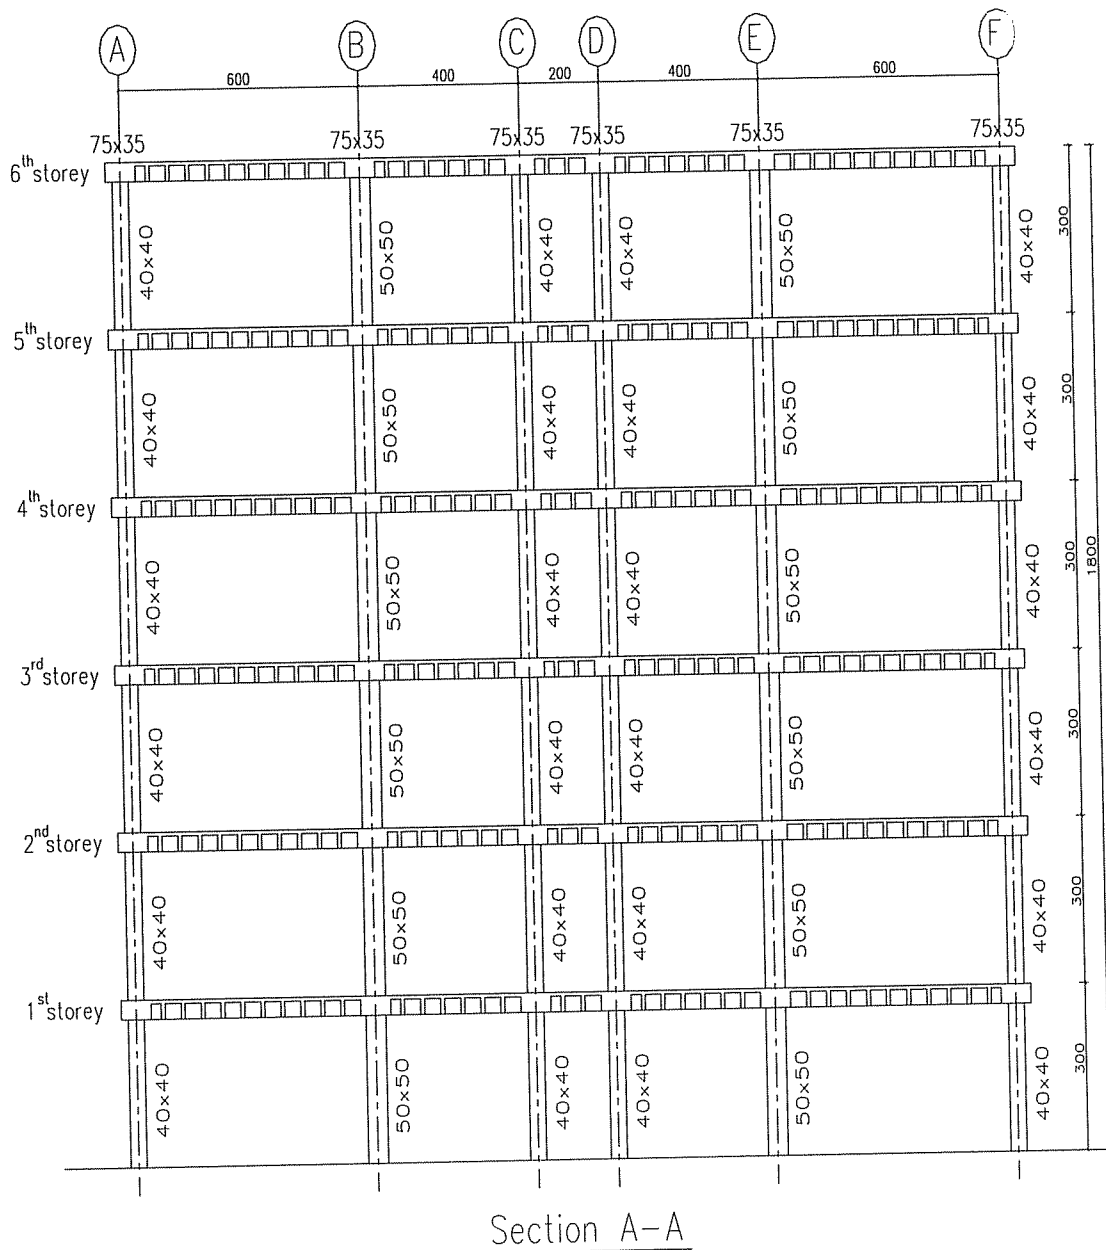 A B C D E F
600 400 200 400 600
75x35 75x35 75x35 75x35 75x35 75x35
6th storey
40x40 50x50 40x40 40x40 50x50 40x40 300
5th storey
40x40 50x50 40x40 40x40 50x50 40x40 300
4th storey
40x40 50x50 40x40 40x40 50x50 40x40 300 1800
3rd storey
40x40 50x50 40x40 40x40 50x50 40x40 300
2nd storey
40x40 50x50 40x40 40x40 50x50 40x40 300
1st storey
40x40 50x50 40x40 40x40 50x50 40x40 300
Section A-A